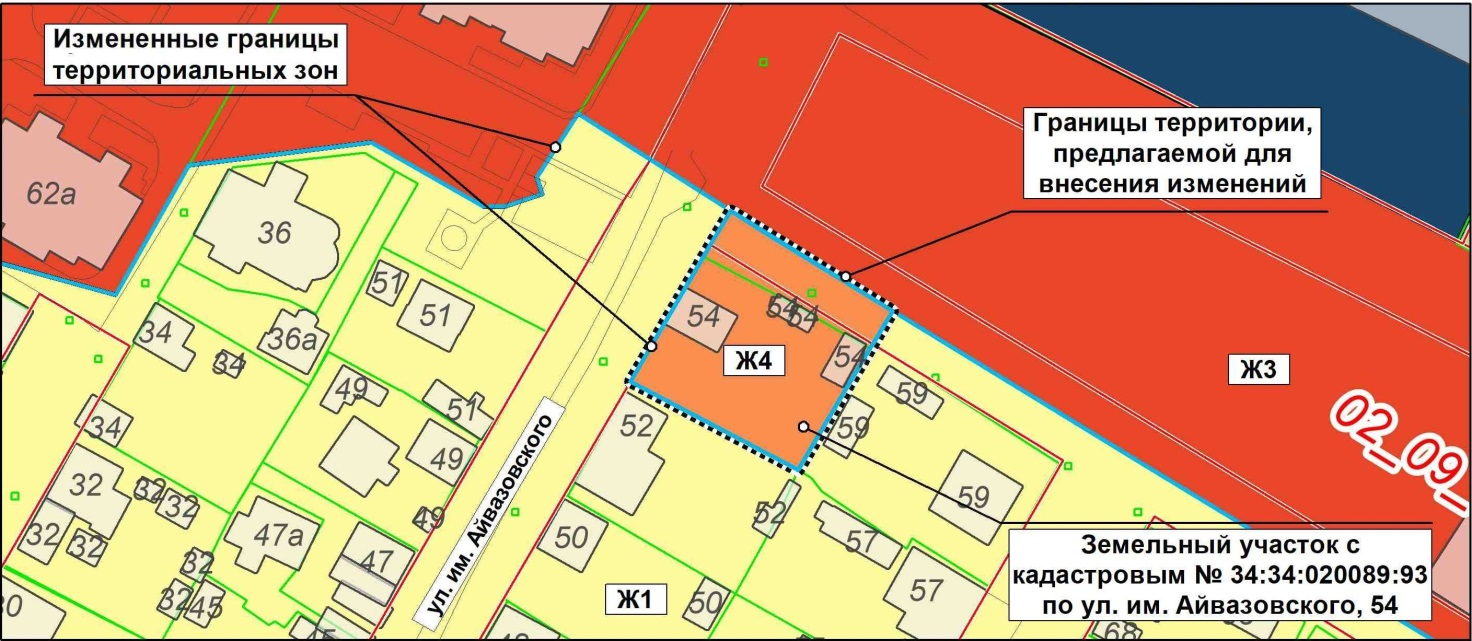 Измененные границы
территориальных зон
Границы территории,
предлагаемой для
внесения изменений
62а
36
51
51
34
36а
34
54
54
54
54
Ж4
Ж3
49
51
59
34
52
59
02_09_
49
32
32
32
49
59
32
32
47а
52
50
57
ул. им. Айвазовского
47
32
Земельный участок с
кадастровым № 34:34:020089:93
по ул. им. Айвазовского, 54
57
32
45
Ж1
50
68